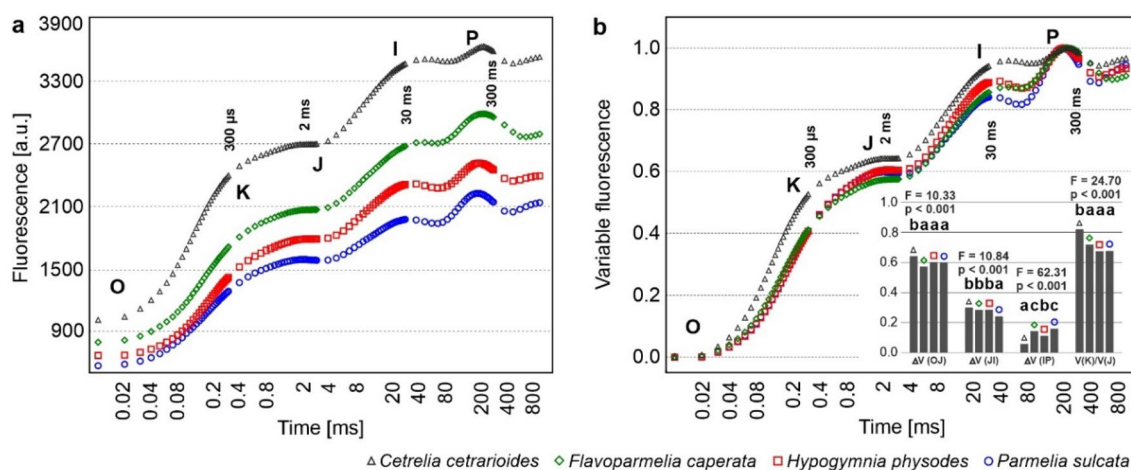 a
3900
3300
2700
2100
1500
900
Fluorescence [a.u.]
O
K
J
I
P
300 µs
2 ms
30 ms
300 ms
0.02
0.04
0.08
0.2
0.4
0.8
2
4
8
20
40
80
200
400
800
Time [ms]
b
1.0
0.8
0.6
0.4
0.2
0.0
Variable fluorescence
O
K
J
I
P
300 µs
2 ms
30 ms
300 ms
0.02
0.04
0.08
0.2
0.4
0.8
2
4
8
20
40
80
200
400
800
Time [ms]
F = 10.33
p < 0.001
baaa
F = 10.84
p < 0.001
bbba
F = 62.31
p < 0.001
acbc
F = 24.70
p < 0.001
baaa
1.0
0.8
0.6
0.4
0.2
0.0
ΔV (OJ)
ΔV (JI)
ΔV (IP)
V(K)/V(J)
Cetrelia cetrarioides Flavoparmelia caperata Hypogymnia physodes Parmelia sulcata